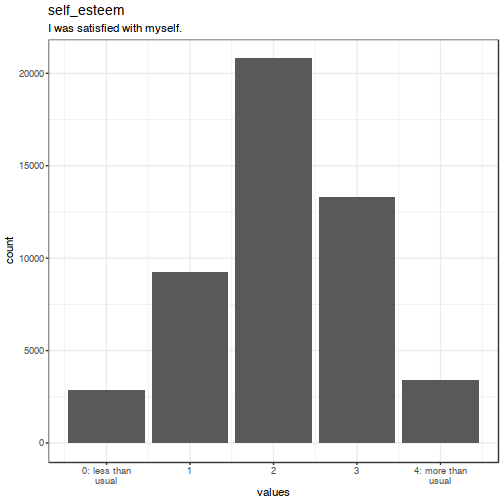 self_esteem
I was satisfied with myself.
count
20000
15000
10000
5000
0
0: less than
usual
1
2
3
4: more than
usual
values